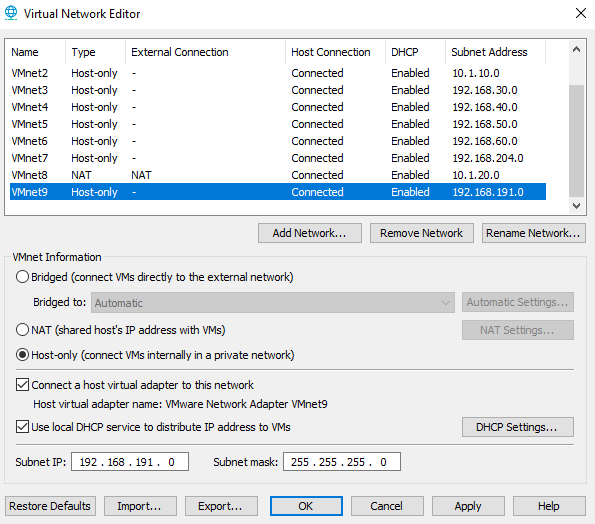 Virtual Network Editor
Name Type External Connection Host Connection DHCP Subnet Address
VMnet2 Host-only - Connected Enabled 10.1.10.0
VMnet3 Host-only - Connected Enabled 192.168.30.0
VMnet4 Host-only - Connected Enabled 192.168.40.0
VMnet5 Host-only - Connected Enabled 192.168.50.0
VMnet6 Host-only - Connected Enabled 192.168.60.0
VMnet7 Host-only - Connected Enabled 192.168.204.0
VMnet8 NAT NAT Connected Enabled 10.1.20.0
VMnet9 Host-only - Connected Enabled 192.168.191.0
Add Network... Remove Network Rename Network...
VMnet Information
Bridged (connect VMs directly to the external network)
Bridged to: Automatic Automatic Settings...
NAT (shared host's IP address with VMs) NAT Settings...
Host-only (connect VMs internally in a private network)
Connect a host virtual adapter to this network
Host virtual adapter name: VMware Network Adapter VMnet9
Use local DHCP service to distribute IP address to VMs DHCP Settings...
Subnet IP: 192 . 168 . 191 . 0 Subnet mask: 255 . 255 . 255 . 0
Restore Defaults Import... Export... OK Cancel Apply Help